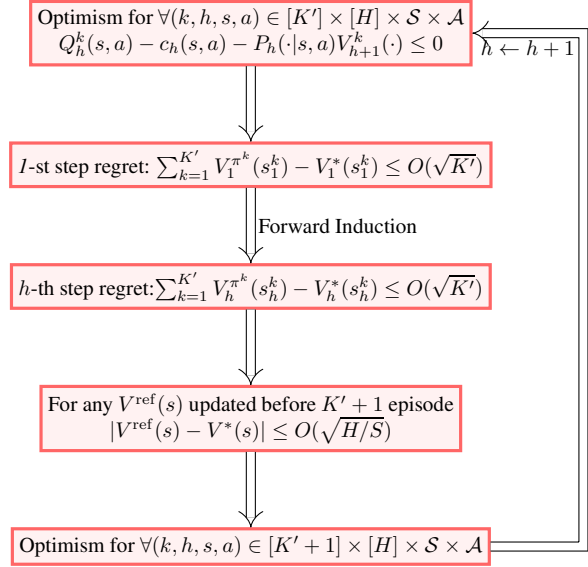 Optimism for ∀(k, h, s, a) ∈ [K′] × [H] × 𝒮 × 𝒜
Q_h^k(s, a) − c_h(s, a) − P_h(·|s, a)V_{h+1}^k(·) ≤ 0
h ← h + 1
1-st step regret: ∑_{k=1}^{K′} V_1^{π^k}(s_1^k) − V_1^*(s_1^k) ≤ O(√K′)
Forward Induction
h-th step regret:∑_{k=1}^{K′} V_h^{π^k}(s_h^k) − V_h^*(s_h^k) ≤ O(√K′)
For any V^{ref}(s) updated before K′ + 1 episode
|V^{ref}(s) − V^*(s)| ≤ O(√(H/S))
Optimism for ∀(k, h, s, a) ∈ [K′ + 1] × [H] × 𝒮 × 𝒜